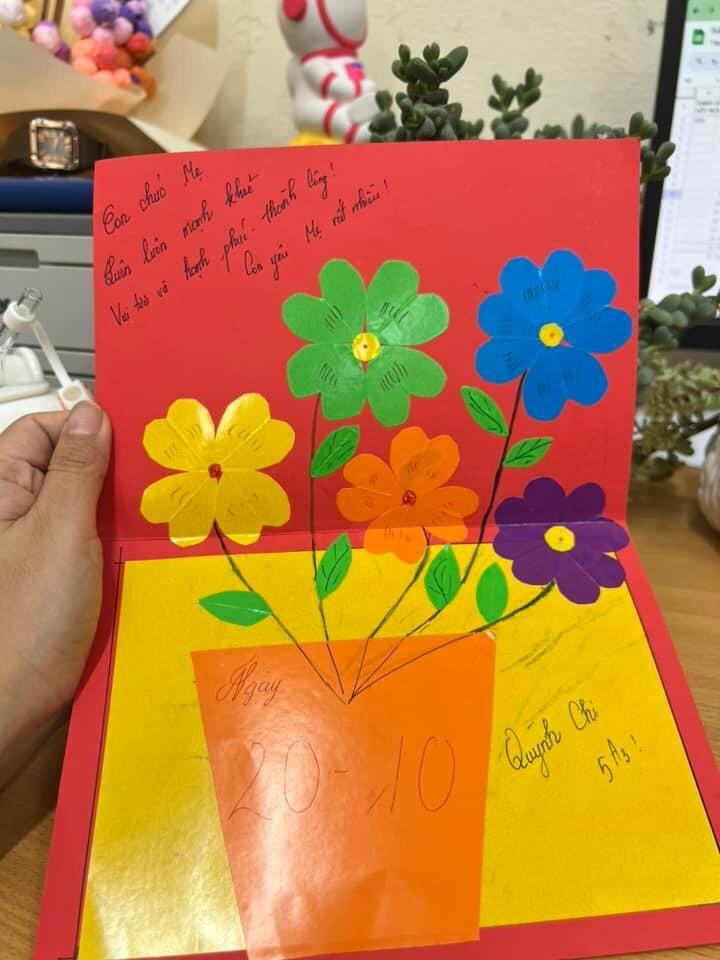 Con chúc Mẹ
Luôn luôn mạnh khoẻ
Vui tươi và hạnh phúc - thành công!
Con yêu Mẹ rất nhiều!
Ngày
20-10
Quỳnh Chi
5A3!